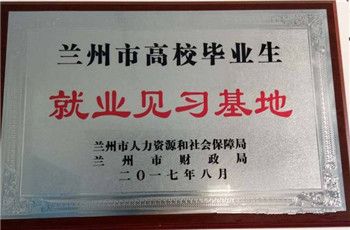 兰州市高校毕业生
就业见习基地
兰州市人力资源和社会保障局
兰州市财政局
二〇一七年八月